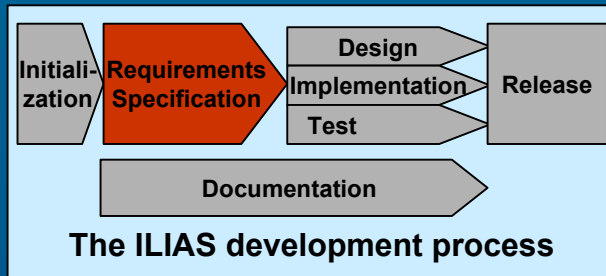 Initiali-
zation
Requirements
Specification
Design
Implementation
Test
Release
Documentation
The ILIAS development process